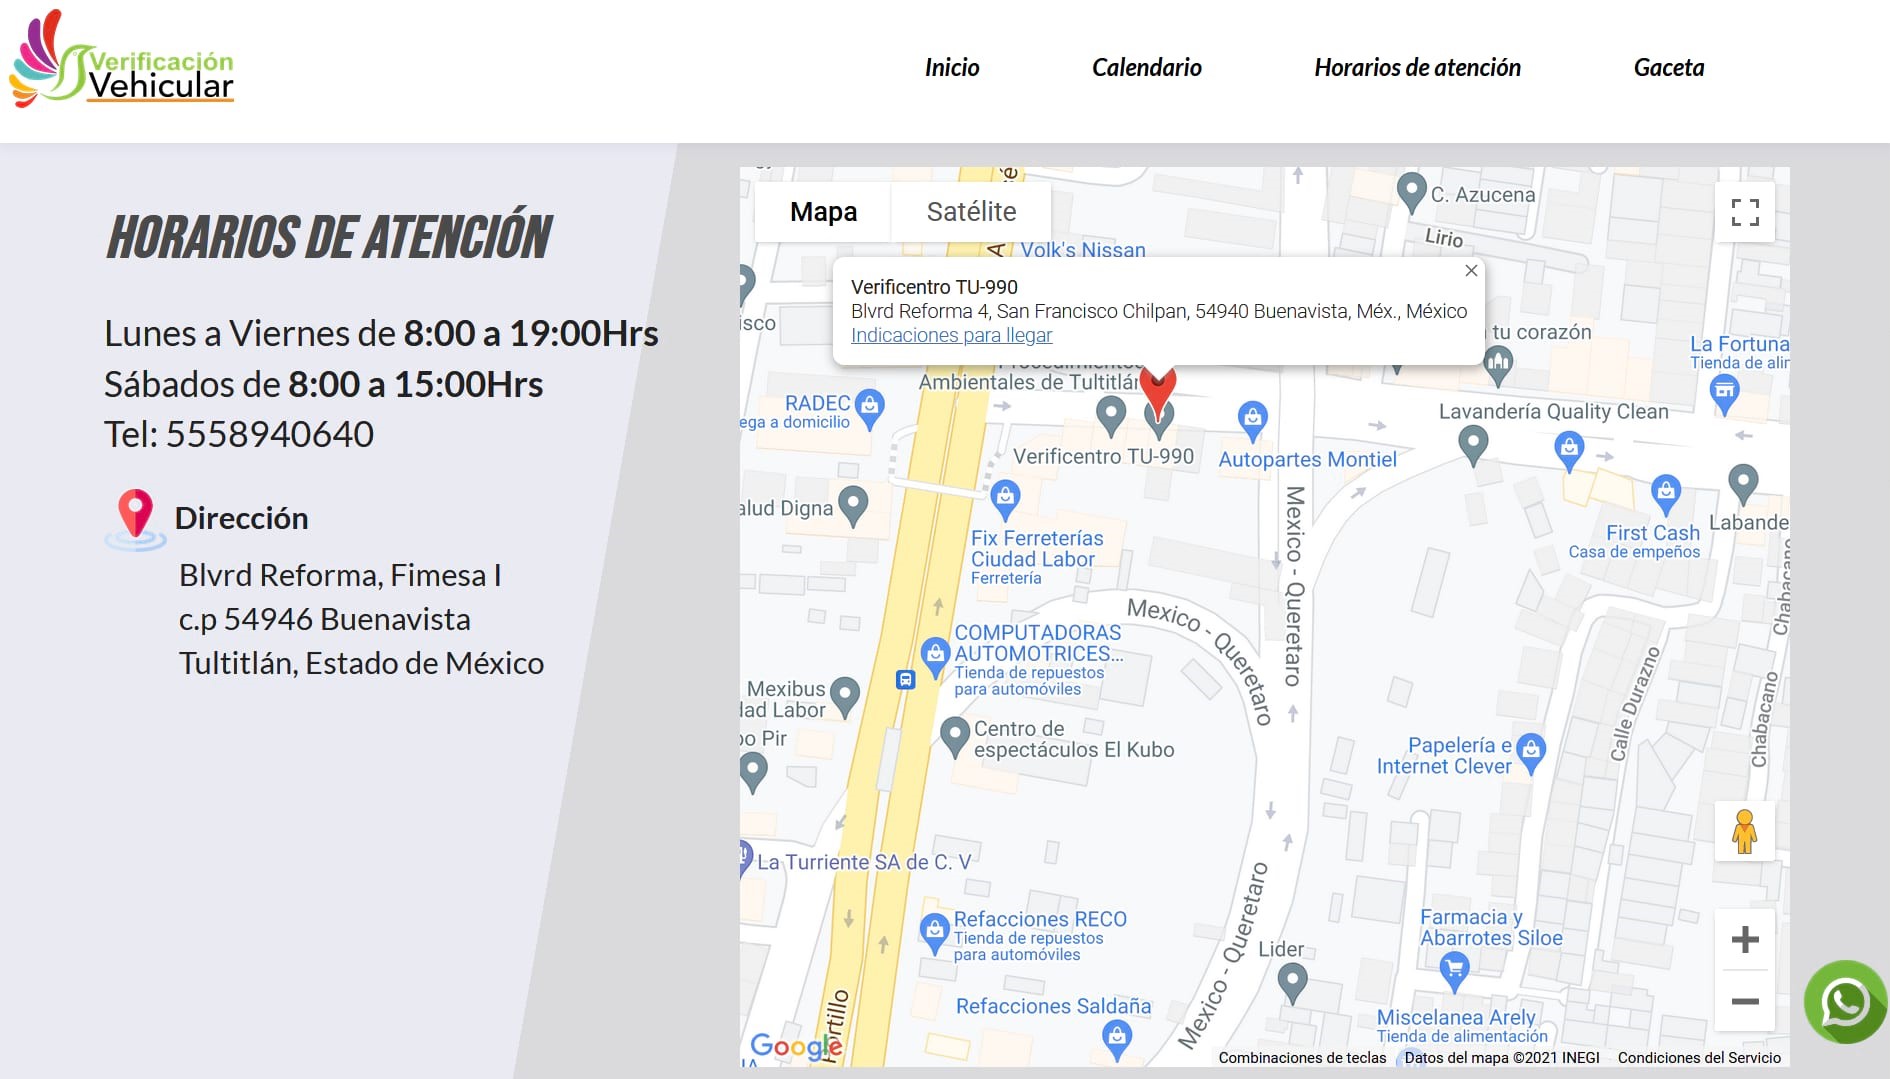 Verificación
Vehicular
Inicio
Calendario
Horarios de atención
Gaceta
HORARIOS DE ATENCIÓN
Lunes a Viernes de 8:00 a 19:00Hrs
Sábados de 8:00 a 15:00Hrs
Tel: 5558940640
Dirección
Blvrd Reforma, Fimesa I
c.p 54946 Buenavista
Tultitlán, Estado de México
Mapa
Satélite
C. Azucena
Lirio
Volk's Nissan
Verificentro TU-990
Blvrd Reforma 4, San Francisco Chilpan, 54940 Buenavista, Méx., México
Indicaciones para llegar
isco
tu corazón
La Fortuna
Tienda de alir
Procedimientos
Ambientales de Tultitlán
RADEC
ega a domicilio
Lavandería Quality Clean
Verificentro TU-990
Autopartes Montiel
alud Digna
Fix Ferreterías
Ciudad Labor
Ferretería
First Cash
Casa de empeños
Labande
Mexico - Queretaro
Mexico - Queretaro
COMPUTADORAS
AUTOMOTRICES...
Tienda de repuestos
para automóviles
Chabacano
Calle Durazno
Chabacano
Mexibus
dad Labor
oo Pir
Centro de
espectáculos El Kubo
Papelería e
Internet Clever
La Turriente SA de C. V
Refacciones RECO
Tienda de repuestos
para automóviles
Mexico - Queretaro
Farmacia y
Abarrotes Siloe
Lider
Refacciones Saldaña
Miscelanea Arely
Tienda de alimentación
Portillo
Google
Combinaciones de teclas
Datos del mapa ©2021 INEGI
Condiciones del Servicio